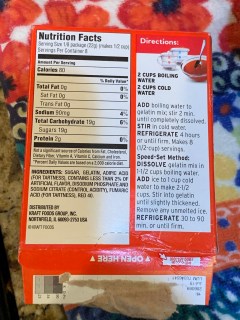 Nutrition Facts
Serving Size 1/8 package (22g) (makes 1/2 cup)
Servings Per Container 8
Amount Per Serving
Calories 80
% Daily Value*
Total Fat 0g 0%
Sat Fat 0g 0%
Trans Fat 0g
Sodium 90mg 4%
Total Carbohydrate 19g 6%
Sugars 19g
Protein 2g 0%
Not a significant source of Calories from Fat, Cholesterol,
Dietary Fiber, Vitamin A, Vitamin C, Calcium and Iron.
*Percent Daily Values are based on a 2,000 calorie diet.
INGREDIENTS: SUGAR, GELATIN, ADIPIC ACID
(FOR TARTNESS), CONTAINS LESS THAN 2% OF
ARTIFICIAL FLAVOR, DISODIUM PHOSPHATE AND
SODIUM CITRATE (CONTROL ACIDITY), FUMARIC
ACID (FOR TARTNESS), RED 40.
DISTRIBUTED BY
KRAFT FOODS GROUP, INC.
NORTHFIELD, IL 60093-2753 USA
© KRAFT FOODS
Directions:
2 CUPS BOILING
WATER
2 CUPS COLD
WATER
ADD boiling water to
gelatin mix; stir 2 min.
until completely dissolved.
STIR in cold water.
REFRIGERATE 4 hours
or until firm. Makes 8
(1/2 cup) servings.
Speed-Set Method:
DISSOLVE gelatin mix in
1-1/2 cups boiling water.
ADD ice to 1 cup cold
water to make 2-1/2
cups. Stir into gelatin
until slightly thickened.
Remove any unmelted ice.
REFRIGERATE 30 to 90
min. or until firm.
OPEN HERE